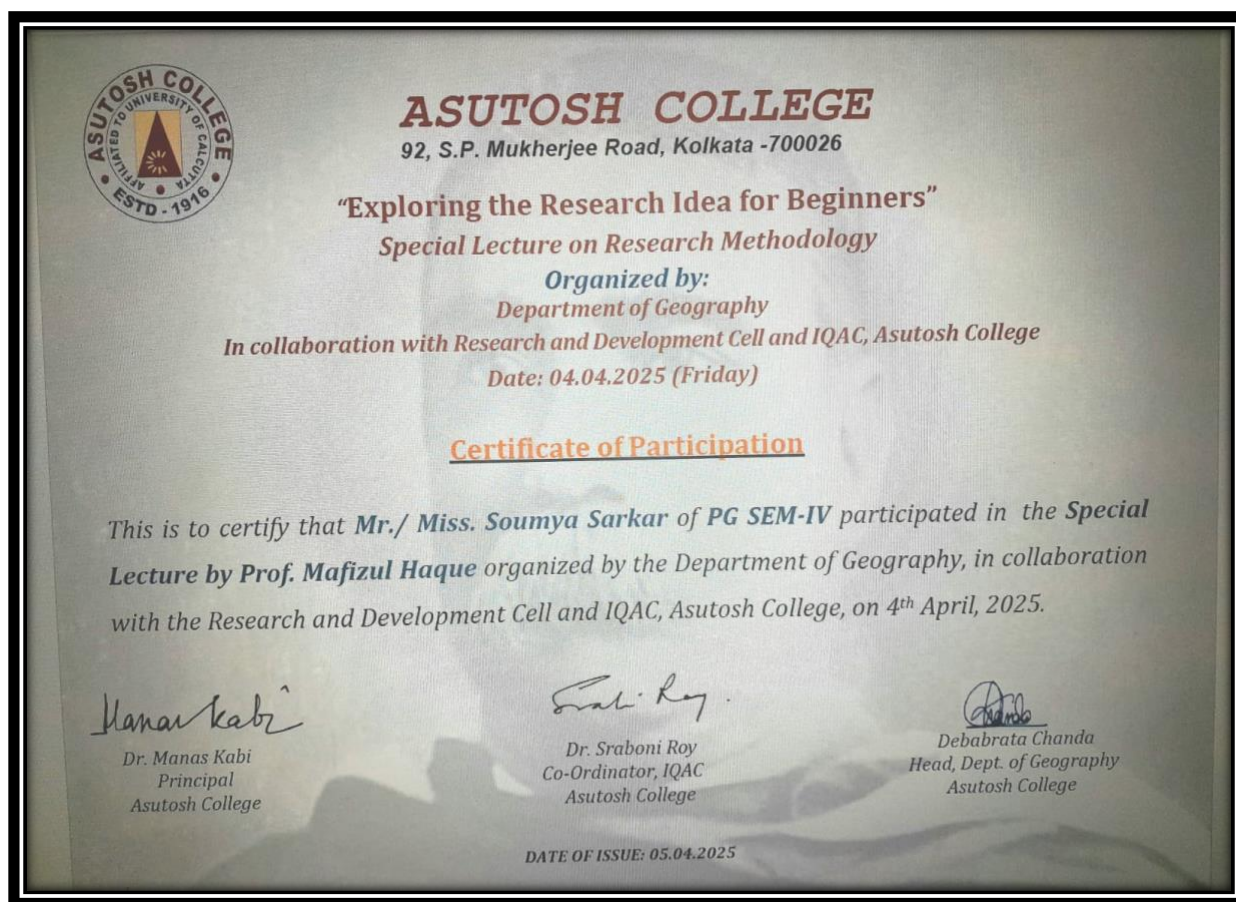 ASUTOSH COLLEGE
AFFILIATED TO UNIVERSITY OF CALCUTTA
ESTD - 1916
ASUTOSH COLLEGE
92, S.P. Mukherjee Road, Kolkata -700026
“Exploring the Research Idea for Beginners”
Special Lecture on Research Methodology
Organized by:
Department of Geography
In collaboration with Research and Development Cell and IQAC, Asutosh College
Date: 04.04.2025 (Friday)
Certificate of Participation
This is to certify that Mr./ Miss. Soumya Sarkar of PG SEM-IV participated in the Special
Lecture by Prof. Mafizul Haque organized by the Department of Geography, in collaboration
with the Research and Development Cell and IQAC, Asutosh College, on 4th April, 2025.
Manas Kabi
Dr. Manas Kabi
Principal
Asutosh College
Roy
Dr. Sraboni Roy
Co-Ordinator, IQAC
Asutosh College
Debabrata Chanda
Head, Dept. of Geography
Asutosh College
DATE OF ISSUE: 05.04.2025